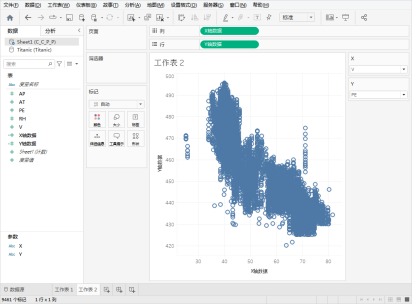 文件(F) 数据(D) 工作表(W) 仪表板(B) 故事(T) 分析(A) 地图(M) 设置格式(O) 服务器(S) 窗口(N) 帮助(H)
标准
数据 分析
页面
列 X轴数据
行 Y轴数据
Sheet1 (C_C_P_P)
Titanic (Titanic)
筛选器
工作表 2
搜索
表
度量名称
AP
AT
PE
RH
V
X轴数据
Y轴数据
Sheet1 (计数)
度量值
标记
自动
颜色 大小
详细信息 工具提示
500
490
480
470
460
450
440
430
420
Y轴数据
30 40 50 60 70 80
X轴数据
X
V
Y
PE
参数
Abc X
Abc Y
数据源 工作表 1 工作表 2
9461 个标记 1 行 x 1 列